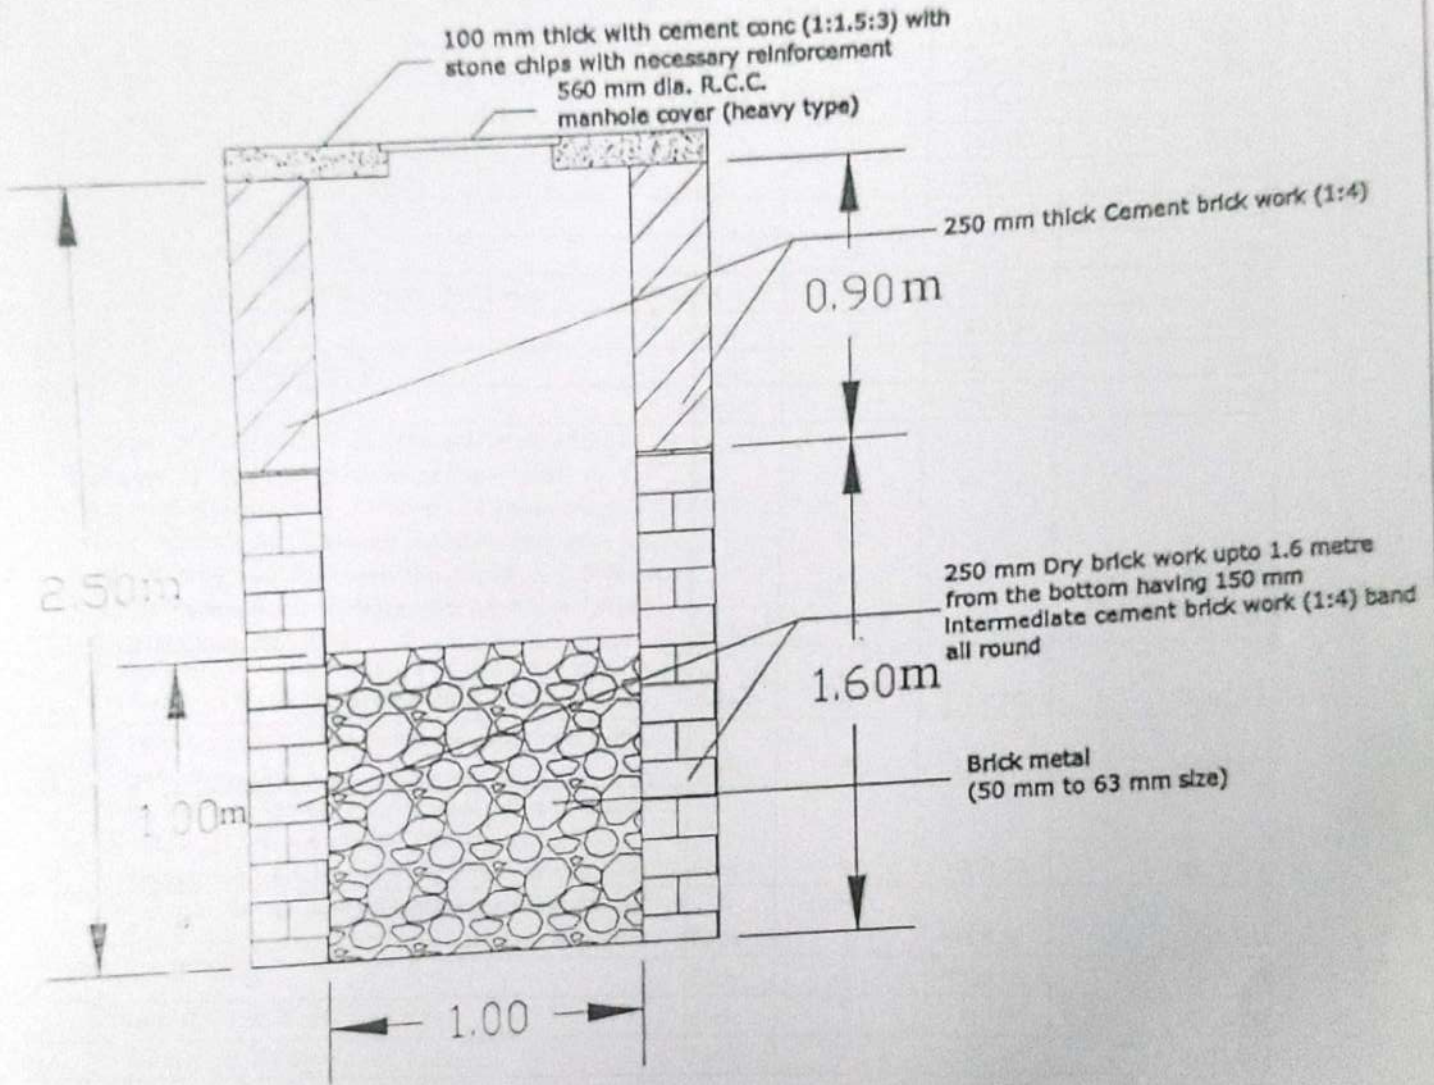 100 mm thick with cement conc (1:1.5:3) with
stone chips with necessary reinforcement
560 mm dia. R.C.C.
manhole cover (heavy type)
250 mm thick Cement brick work (1:4)
0.90m
2.50m
250 mm Dry brick work upto 1.6 metre
from the bottom having 150 mm
Intermediate cement brick work (1:4) band
all round
1.60m
Brick metal
(50 mm to 63 mm size)
1.00m
1.00